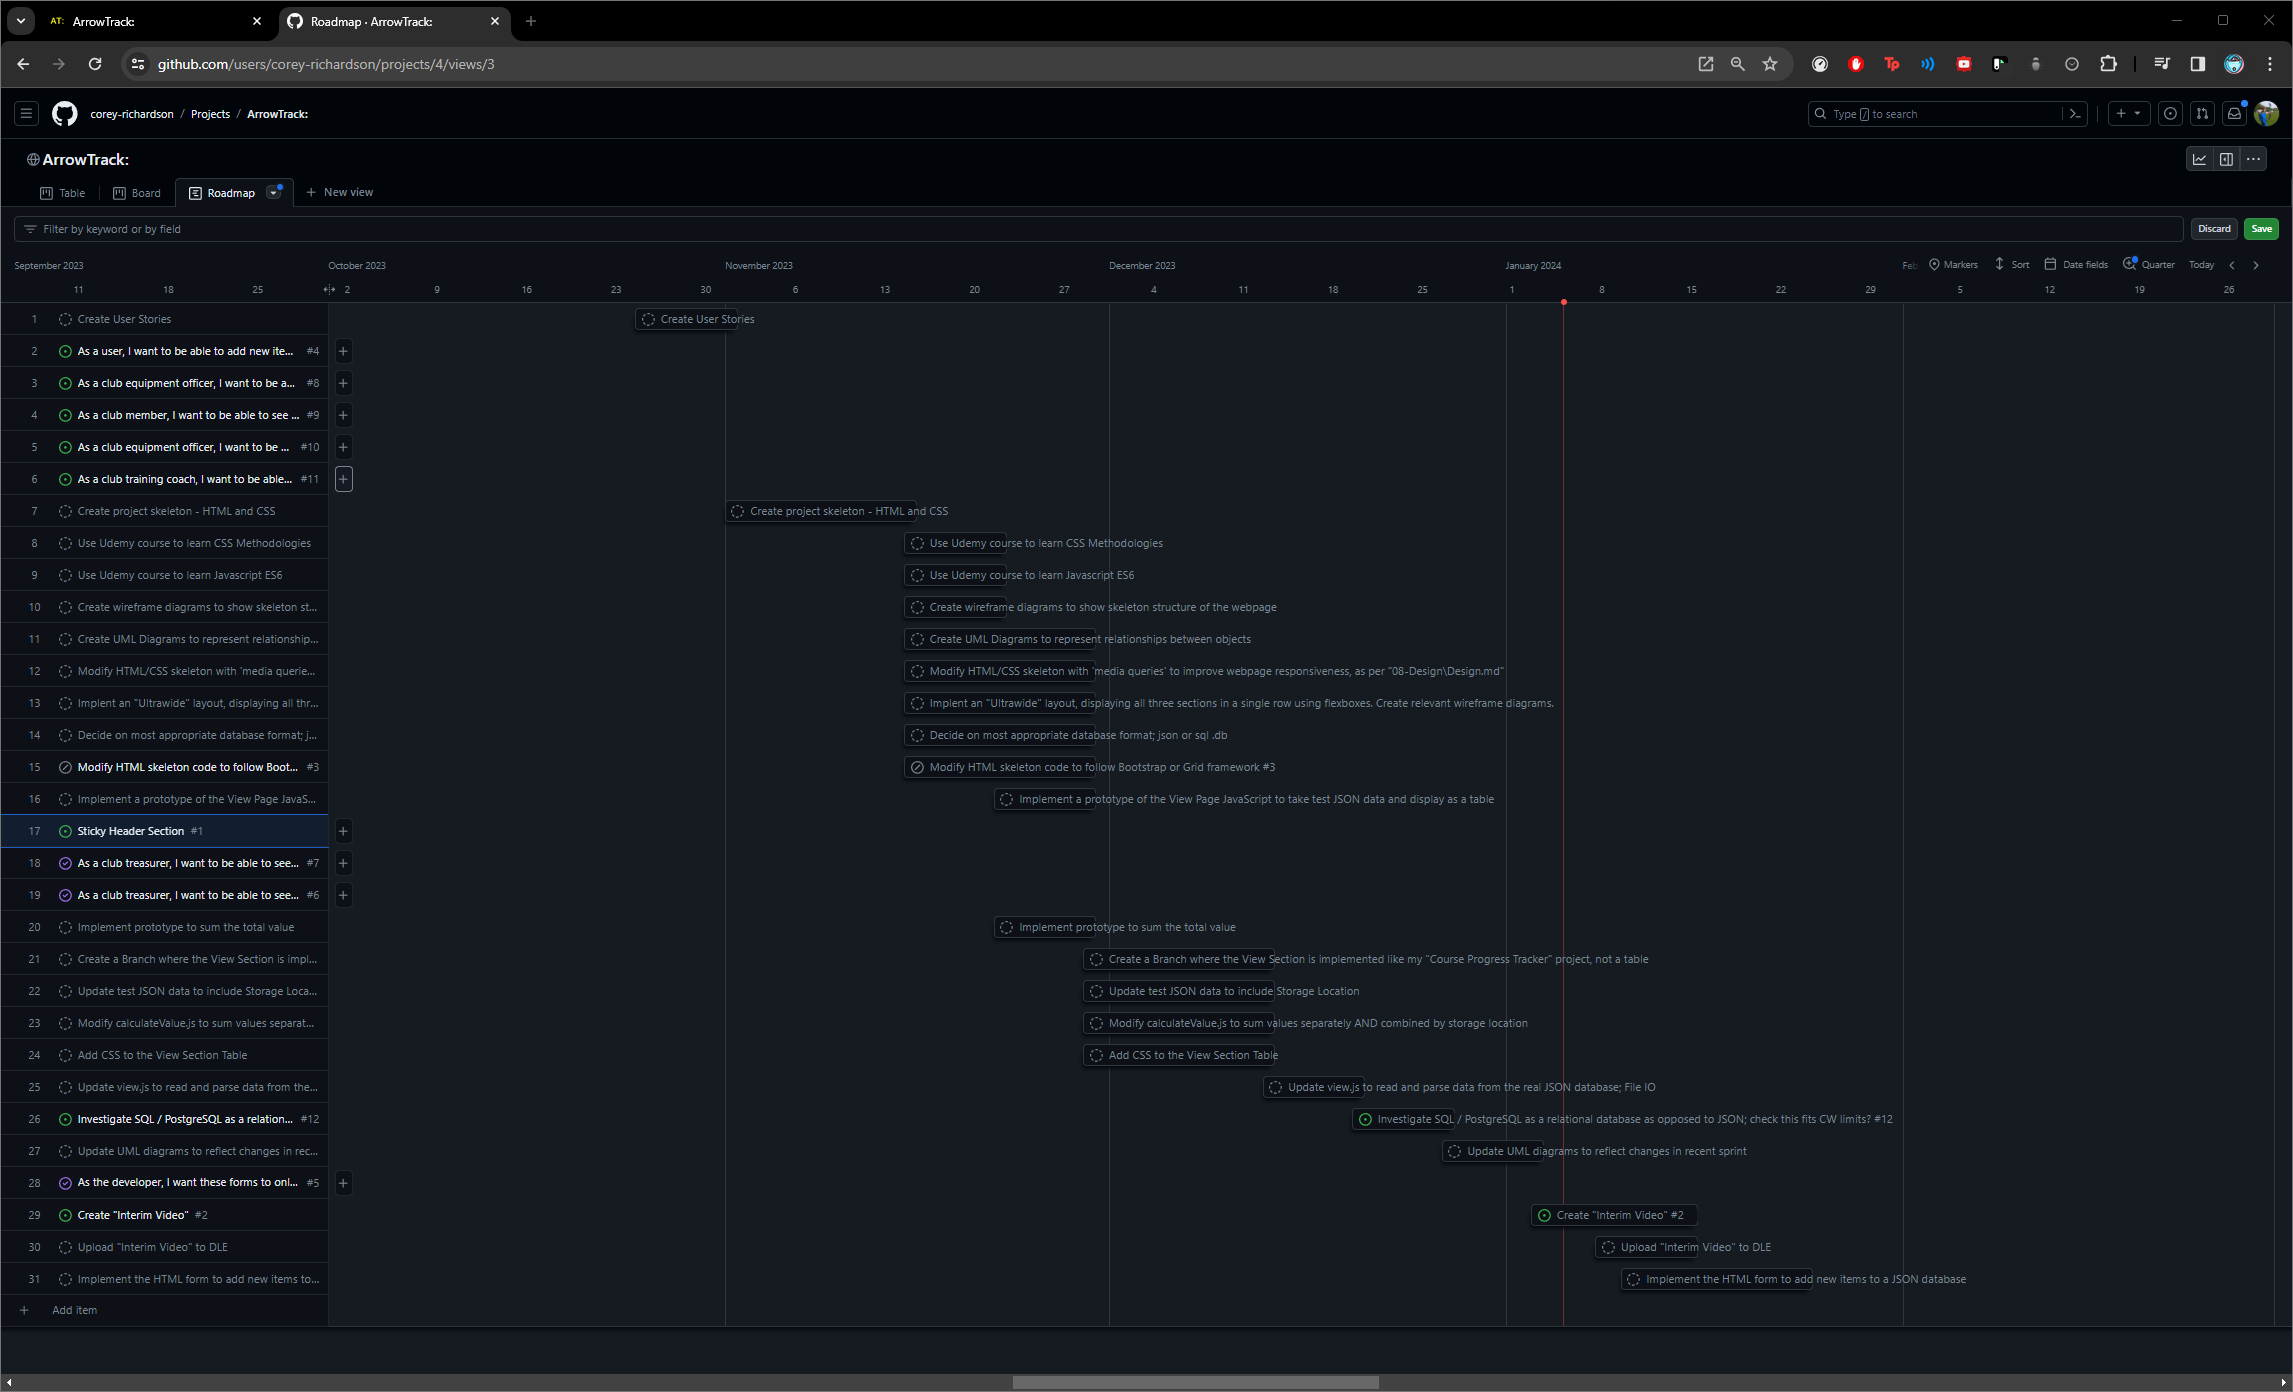 AT: ArrowTrack:
Roadmap · ArrowTrack:
github.com/users/corey-richardson/projects/4/views/3
corey-richardson / Projects / ArrowTrack:
Type / to search
ArrowTrack:
Table
Board
Roadmap
New view
Filter by keyword or by field
Discard
Save
September 2023 October 2023 November 2023 December 2023 January 2024 Feb
Markers Sort Date fields Quarter Today
11 18 25 2 9 16 23 30 6 13 20 27 4 11 18 25 1 8 15 22 29 5 12 19 26
1 Create User Stories Create User Stories
2 As a user, I want to be able to add new ite... #4
3 As a club equipment officer, I want to be a... #8
4 As a club member, I want to be able to see ... #9
5 As a club equipment officer, I want to be ... #10
6 As a club training coach, I want to be able... #11
7 Create project skeleton - HTML and CSS Create project skeleton - HTML and CSS
8 Use Udemy course to learn CSS Methodologies Use Udemy course to learn CSS Methodologies
9 Use Udemy course to learn Javascript ES6 Use Udemy course to learn Javascript ES6
10 Create wireframe diagrams to show skeleton st... Create wireframe diagrams to show skeleton structure of the webpage
11 Create UML Diagrams to represent relationship... Create UML Diagrams to represent relationships between objects
12 Modify HTML/CSS skeleton with 'media querie... Modify HTML/CSS skeleton with 'media queries' to improve webpage responsiveness, as per "08-Design\Design.md"
13 Implent an "Ultrawide" layout, displaying all thr... Implent an "Ultrawide" layout, displaying all three sections in a single row using flexboxes. Create relevant wireframe diagrams.
14 Decide on most appropriate database format; j... Decide on most appropriate database format; json or sql .db
15 Modify HTML skeleton code to follow Boot... #3 Modify HTML skeleton code to follow Bootstrap or Grid framework #3
16 Implement a prototype of the View Page JavaS... Implement a prototype of the View Page JavaScript to take test JSON data and display as a table
17 Sticky Header Section #1
18 As a club treasurer, I want to be able to see... #7
19 As a club treasurer, I want to be able to see... #6
20 Implement prototype to sum the total value Implement prototype to sum the total value
21 Create a Branch where the View Section is impl... Create a Branch where the View Section is implemented like my "Course Progress Tracker" project, not a table
22 Update test JSON data to include Storage Loca... Update test JSON data to include Storage Location
23 Modify calculateValue.js to sum values separat... Modify calculateValue.js to sum values separately AND combined by storage location
24 Add CSS to the View Section Table Add CSS to the View Section Table
25 Update view.js to read and parse data from the... Update view.js to read and parse data from the real JSON database; File IO
26 Investigate SQL / PostgreSQL as a relation... #12 Investigate SQL / PostgreSQL as a relational database as opposed to JSON; check this fits CW limits? #12
27 Update UML diagrams to reflect changes in rec... Update UML diagrams to reflect changes in recent sprint
28 As the developer, I want these forms to onl... #5
29 Create "Interim Video" #2 Create "Interim Video" #2
30 Upload "Interim Video" to DLE Upload "Interim Video" to DLE
31 Implement the HTML form to add new items to... Implement the HTML form to add new items to a JSON database
Add item